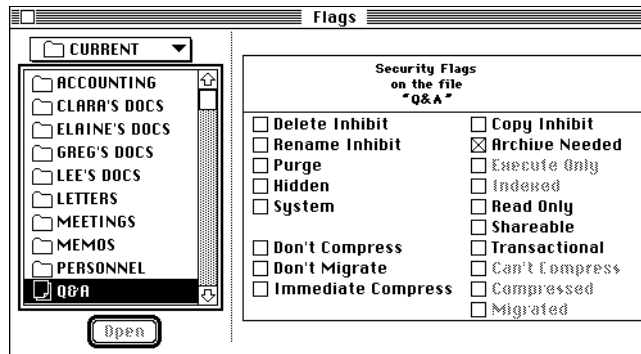 Flags
CURRENT
ACCOUNTING
CLARA'S DOCS
ELAINE'S DOCS
GREG'S DOCS
LEE'S DOCS
LETTERS
MEETINGS
MEMOS
PERSONNEL
Q&A
Open
Security Flags
on the file
"Q&A"
Delete Inhibit
Rename Inhibit
Purge
Hidden
System
Don't Compress
Don't Migrate
Immediate Compress
Copy Inhibit
Archive Needed
Execute Only
Indexed
Read Only
Shareable
Transactional
Can't Compress
Compressed
Migrated